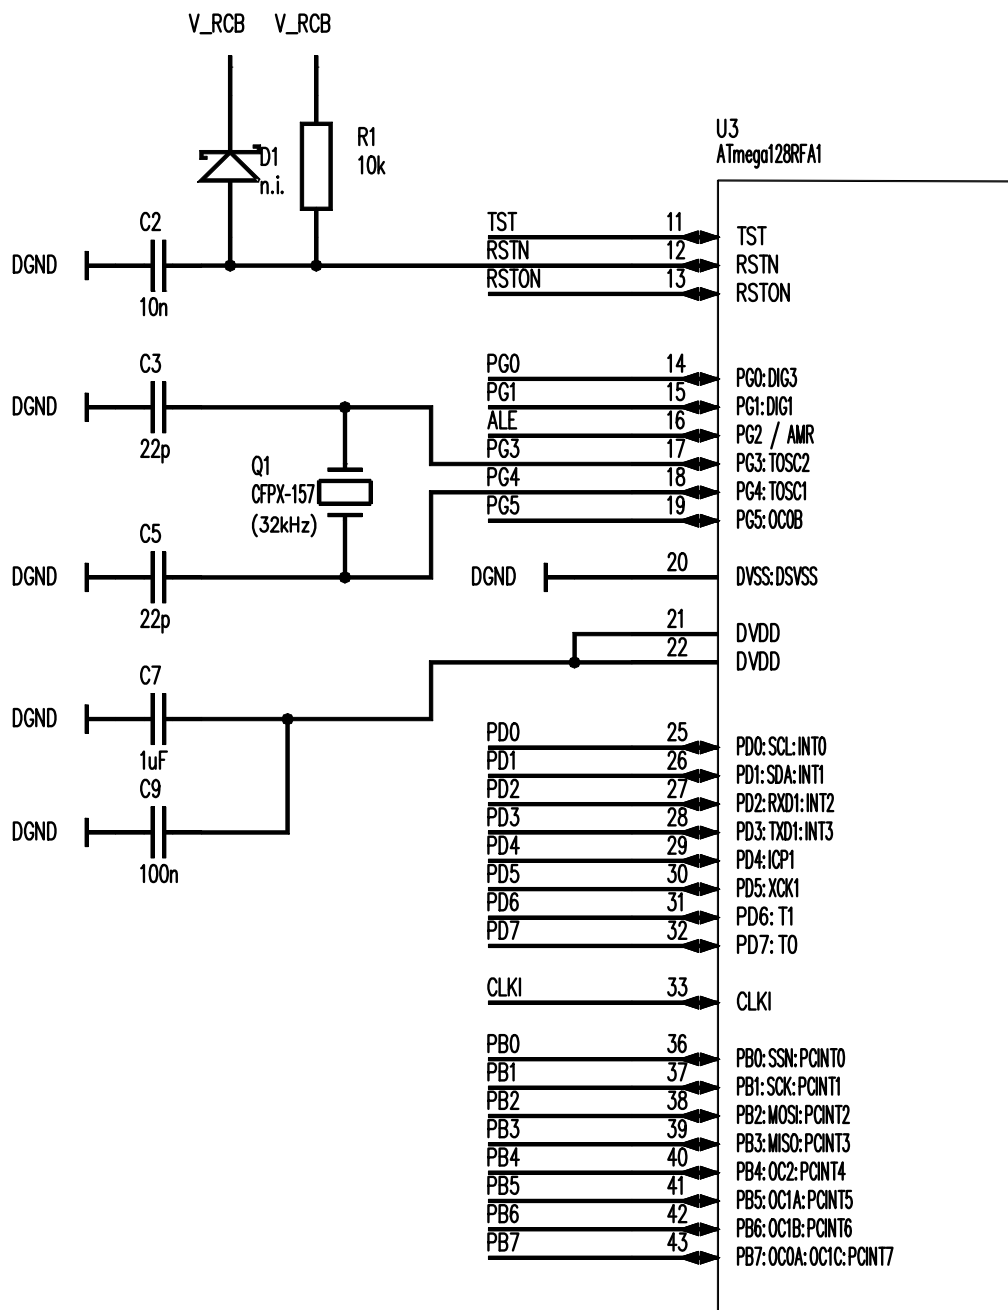 V_RCB V_RCB
U3
ATmega128RFA1
R1
10k
D1
n.i.
C2
DGND
10n
TST 11 TST
RSTN 12 RSTN
RSTON 13 RSTON
C3
DGND
22p
PG0 14 PG0:DIG3
PG1 15 PG1:DIG1
ALE 16 PG2 / AMR
PG3 17 PG3:TOSC2
PG4 18 PG4:TOSC1
PG5 19 PG5:OC0B
Q1
CFPX-157
(32kHz)
C5
DGND
22p
DGND 20 DVSS:DSVSS
21 DVDD
22 DVDD
C7
DGND
1uF
C9
DGND
100n
PD0 25 PD0:SCL:INT0
PD1 26 PD1:SDA:INT1
PD2 27 PD2:RXD1:INT2
PD3 28 PD3:TXD1:INT3
PD4 29 PD4:ICP1
PD5 30 PD5:XCK1
PD6 31 PD6:T1
PD7 32 PD7:T0
CLKI 33 CLKI
PB0 36 PB0:SSN:PCINT0
PB1 37 PB1:SCK:PCINT1
PB2 38 PB2:MOSI:PCINT2
PB3 39 PB3:MISO:PCINT3
PB4 40 PB4:OC2:PCINT4
PB5 41 PB5:OC1A:PCINT5
PB6 42 PB6:OC1B:PCINT6
PB7 43 PB7:OC0A:OC1C:PCINT7